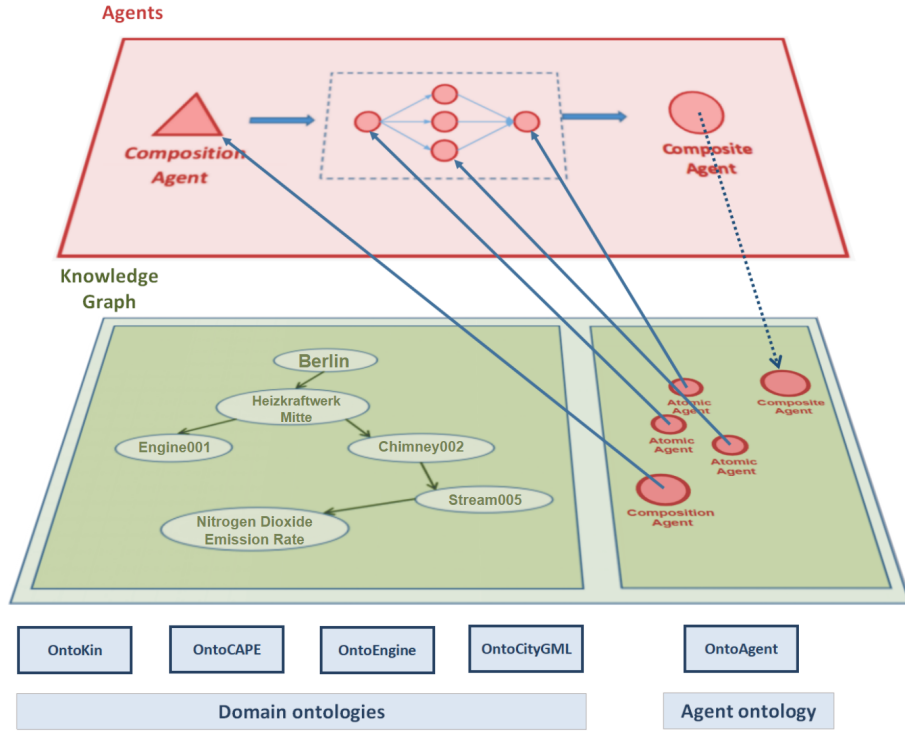 Agents
Composition
Agent
Composite
Agent
Knowledge
Graph
Berlin
Heizkraftwerk
Mitte
Engine001
Chimney002
Stream005
Nitrogen Dioxide
Emission Rate
Atomic
Agent
Composite
Agent
Atomic
Agent
Atomic
Agent
Composition
Agent
OntoKin
OntoCAPE
OntoEngine
OntoCityGML
OntoAgent
Domain ontologies
Agent ontology